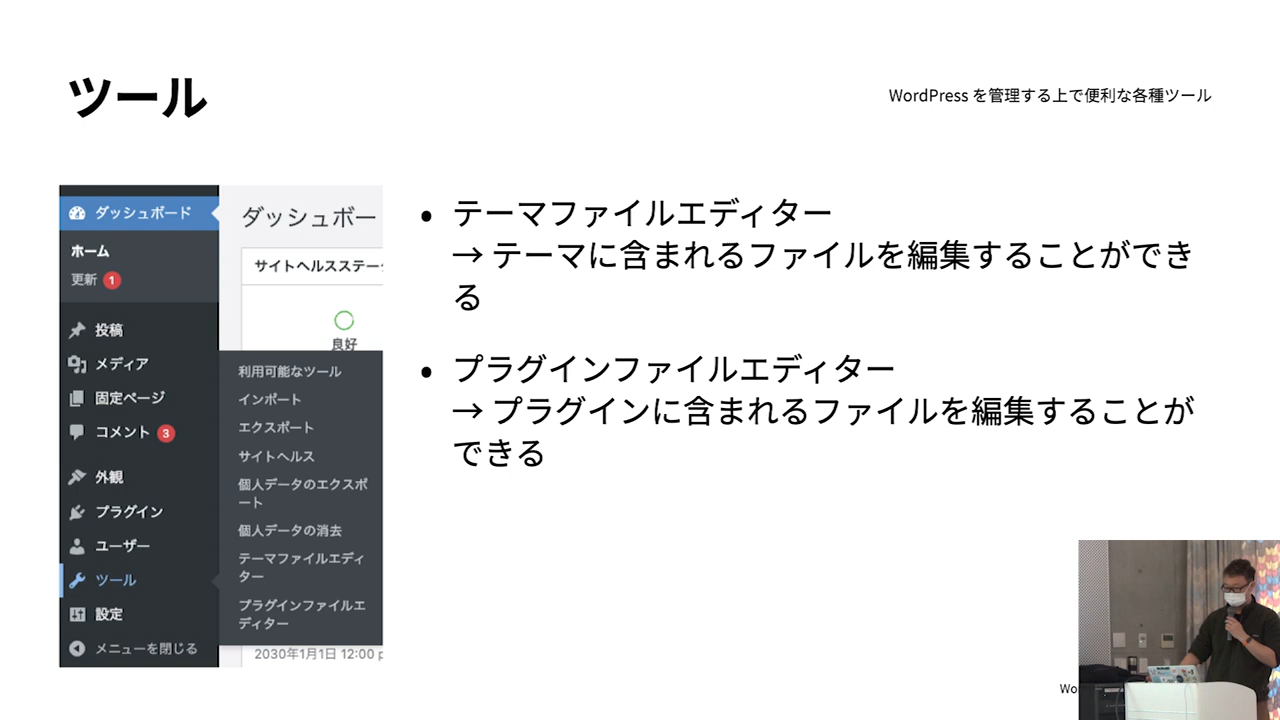 ツール
WordPress を管理する上で便利な各種ツール
ダッシュボード
ホーム
更新 1
投稿
メディア
固定ページ
コメント 3
外観
プラグイン
ユーザー
ツール
設定
メニューを閉じる
ダッシュボー
サイトヘルスステー
良好
利用可能なツール
インポート
エクスポート
サイトヘルス
個人データのエクスポ
ート
個人データの消去
テーマファイルエディ
ター
プラグインファイルエ
ディター
2030年1月1日 12:00 p
• テーマファイルエディター
→ テーマに含まれるファイルを編集することができ
る
• プラグインファイルエディター
→ プラグインに含まれるファイルを編集することが
できる
Wo